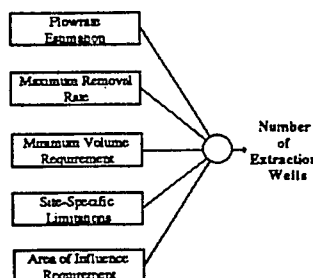 Flowrate
Estimation
Maximum Removal
Rate
Minimum Volume
Requirement
Site-Specific
Limitations
Area of Influence
Requirement
Number
of
Extraction
Wells